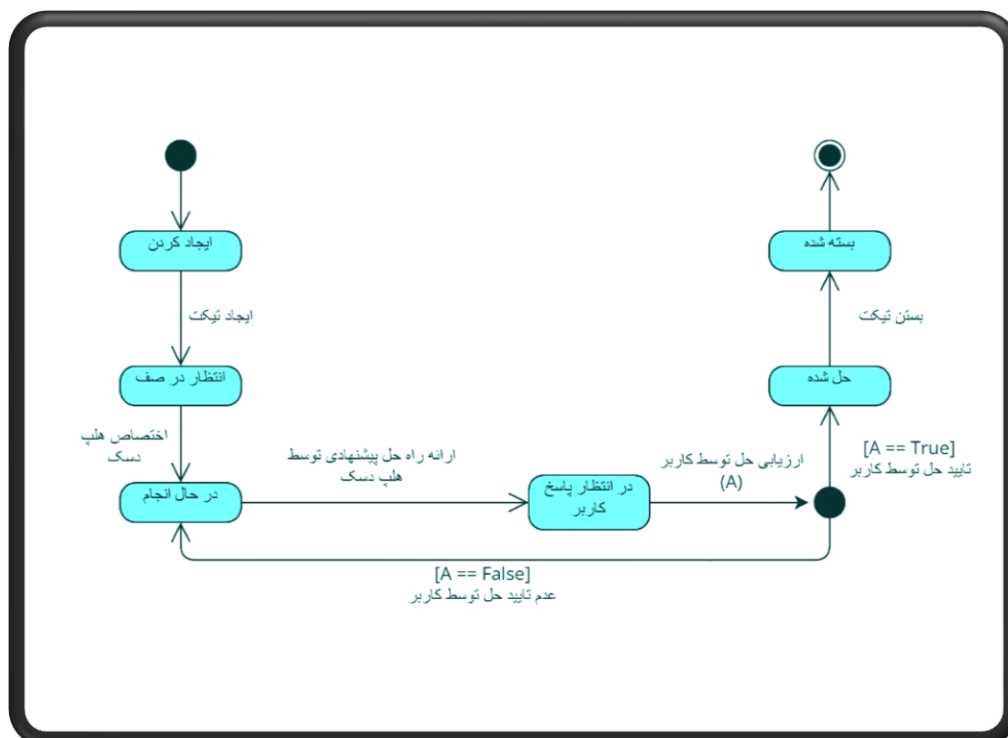 ایجاد کردن
بسته شده
ایجاد تیکت
بستن تیکت
انتظار در صف
حل شده
اختصاص هلپ
دسک
ارائه راه حل پیشنهادی توسط
هلپ دسک
ارزیابی حل توسط کاربر
(A)
[A == True]
تایید حل توسط کاربر
در حال انجام
در انتظار پاسخ
کاربر
[A == False]
عدم تایید حل توسط کاربر